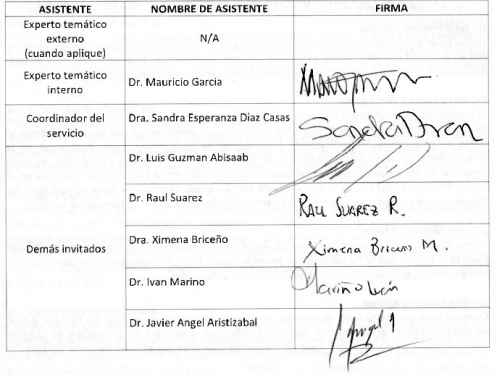 ASISTENTE NOMBRE DE ASISTENTE FIRMA
Experto temático
externo
(cuando aplique)
N/A
Experto temático
interno
Dr. Mauricio Garcia
Coordinador del
servicio
Dra. Sandra Esperanza Diaz Casas
Demás invitados
Dr. Luis Guzman Abisaab
Dr. Raul Suarez
RAUL SUAREZ R.
Dra. Ximena Briceño
Ximena Briceño M.
Dr. Ivan Marino
Dr. Javier Angel Aristizabal